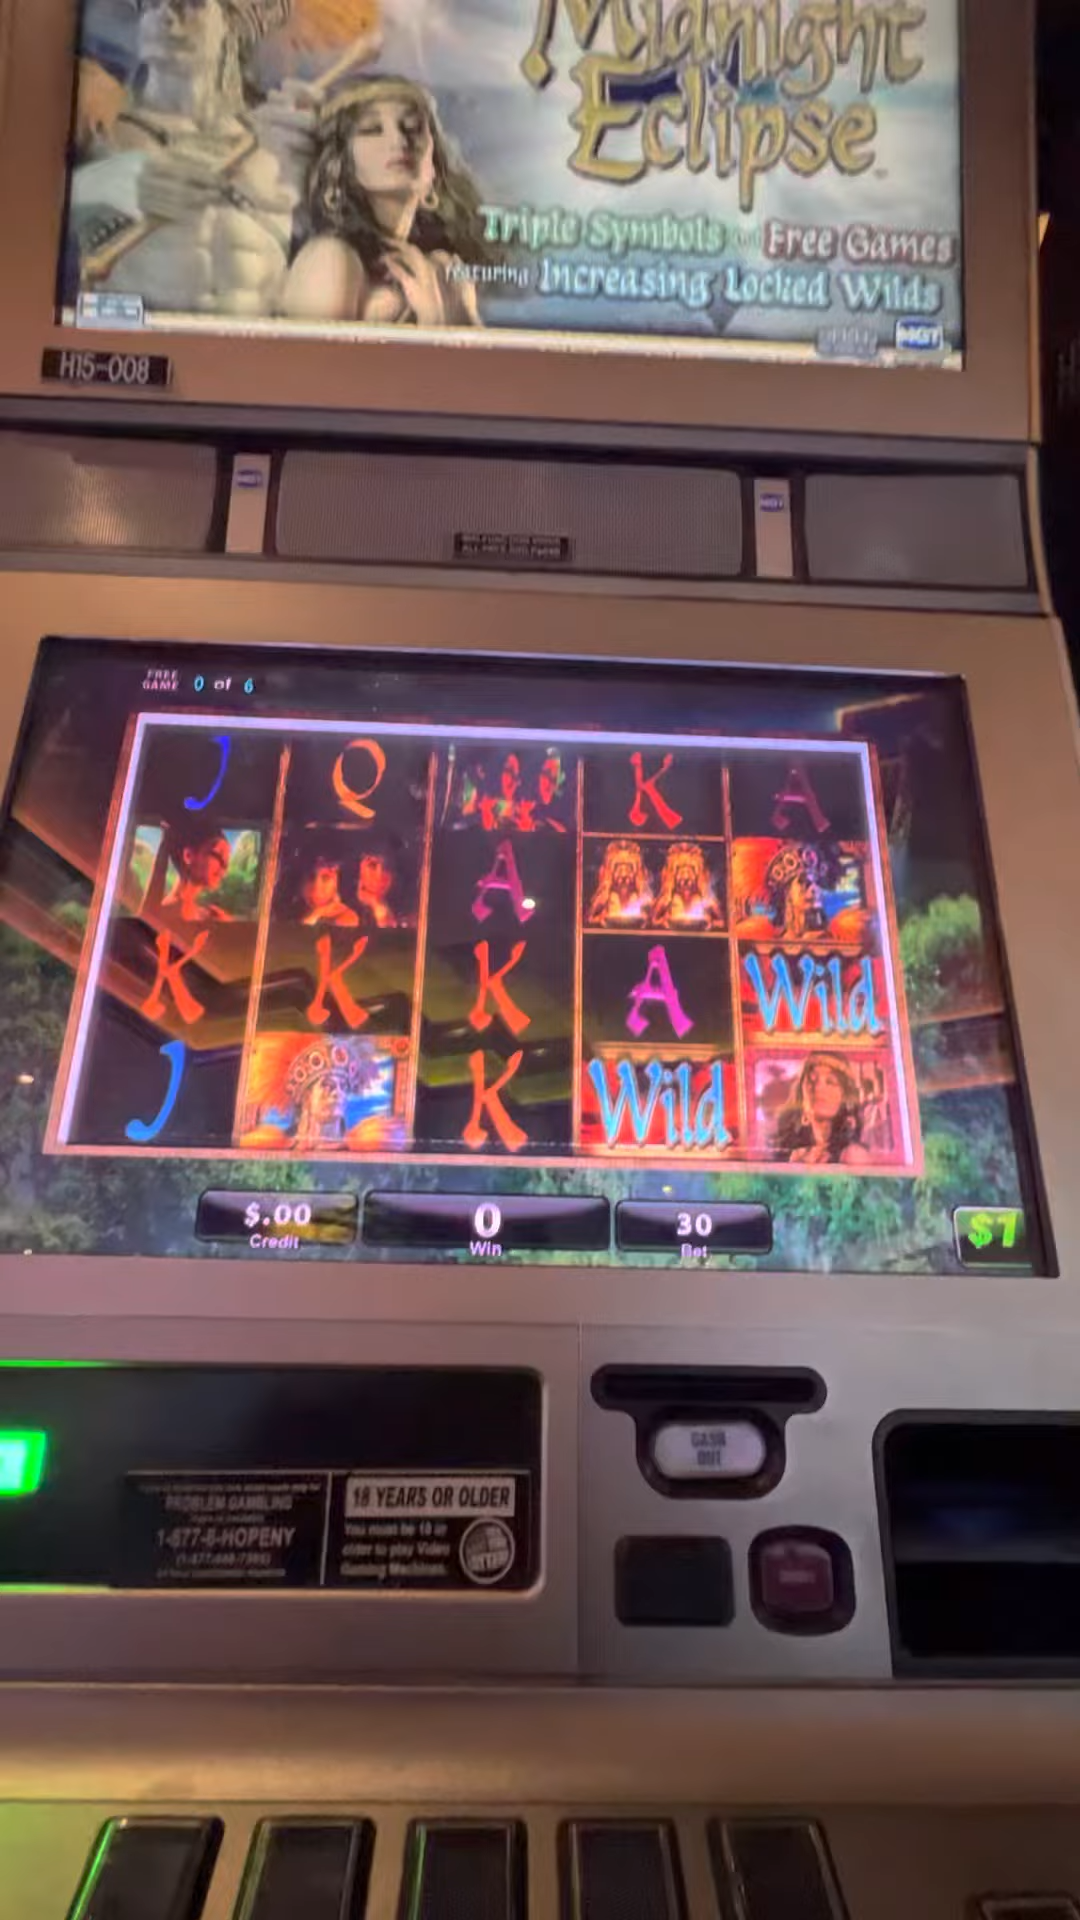 Midnight
Eclipse
Triple Symbols Free Games
featuring Increasing Locked Wilds
H15-008
FREE
GAME 0 of 6
J Q K A
A
K K K A Wild
J K Wild
$.00 0 30 $1
Credit Win Bet
CASH
OUT
PROBLEM GAMBLING
1-877-8-HOPENY
18 YEARS OR OLDER
You must be 18 or
older to play Video
Gaming Machines.